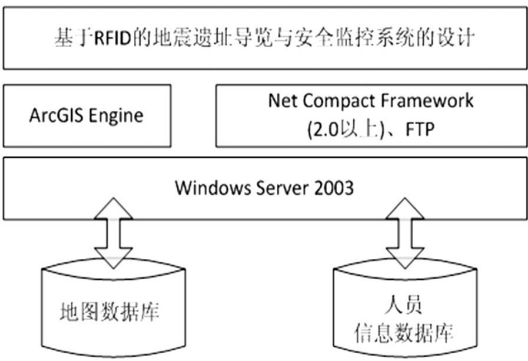 基于RFID的地震遗址导览与安全监控系统的设计
ArcGIS Engine
Net Compact Framework
(2.0以上)、FTP
Windows Server 2003
地图数据库
人员
信息数据库